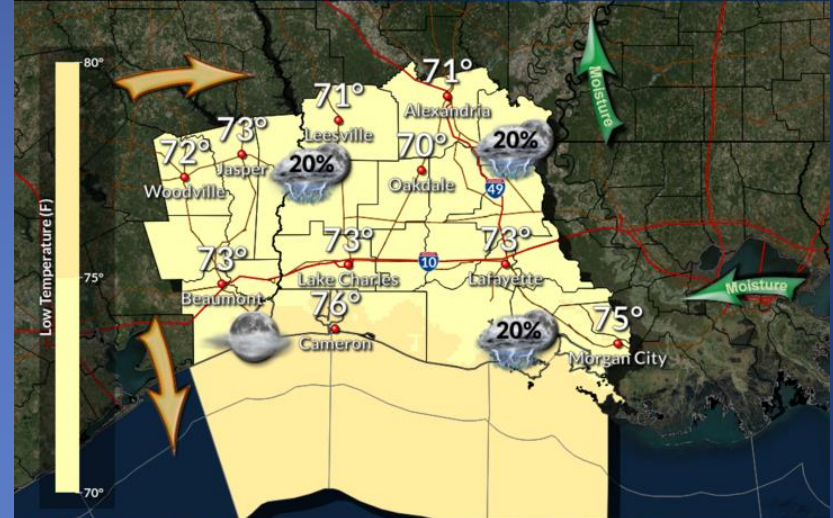 80°
75°
70°
Low Temperature (F)
71°
Alexandria
71°
Leesville
73°
Jasper
72°
Woodville
70°
Oakdale
20%
20%
49
Moisture
73°
Beaumont
73°
Lake Charles
10
73°
Lafayette
Moisture
76°
Cameron
20%
75°
Morgan City